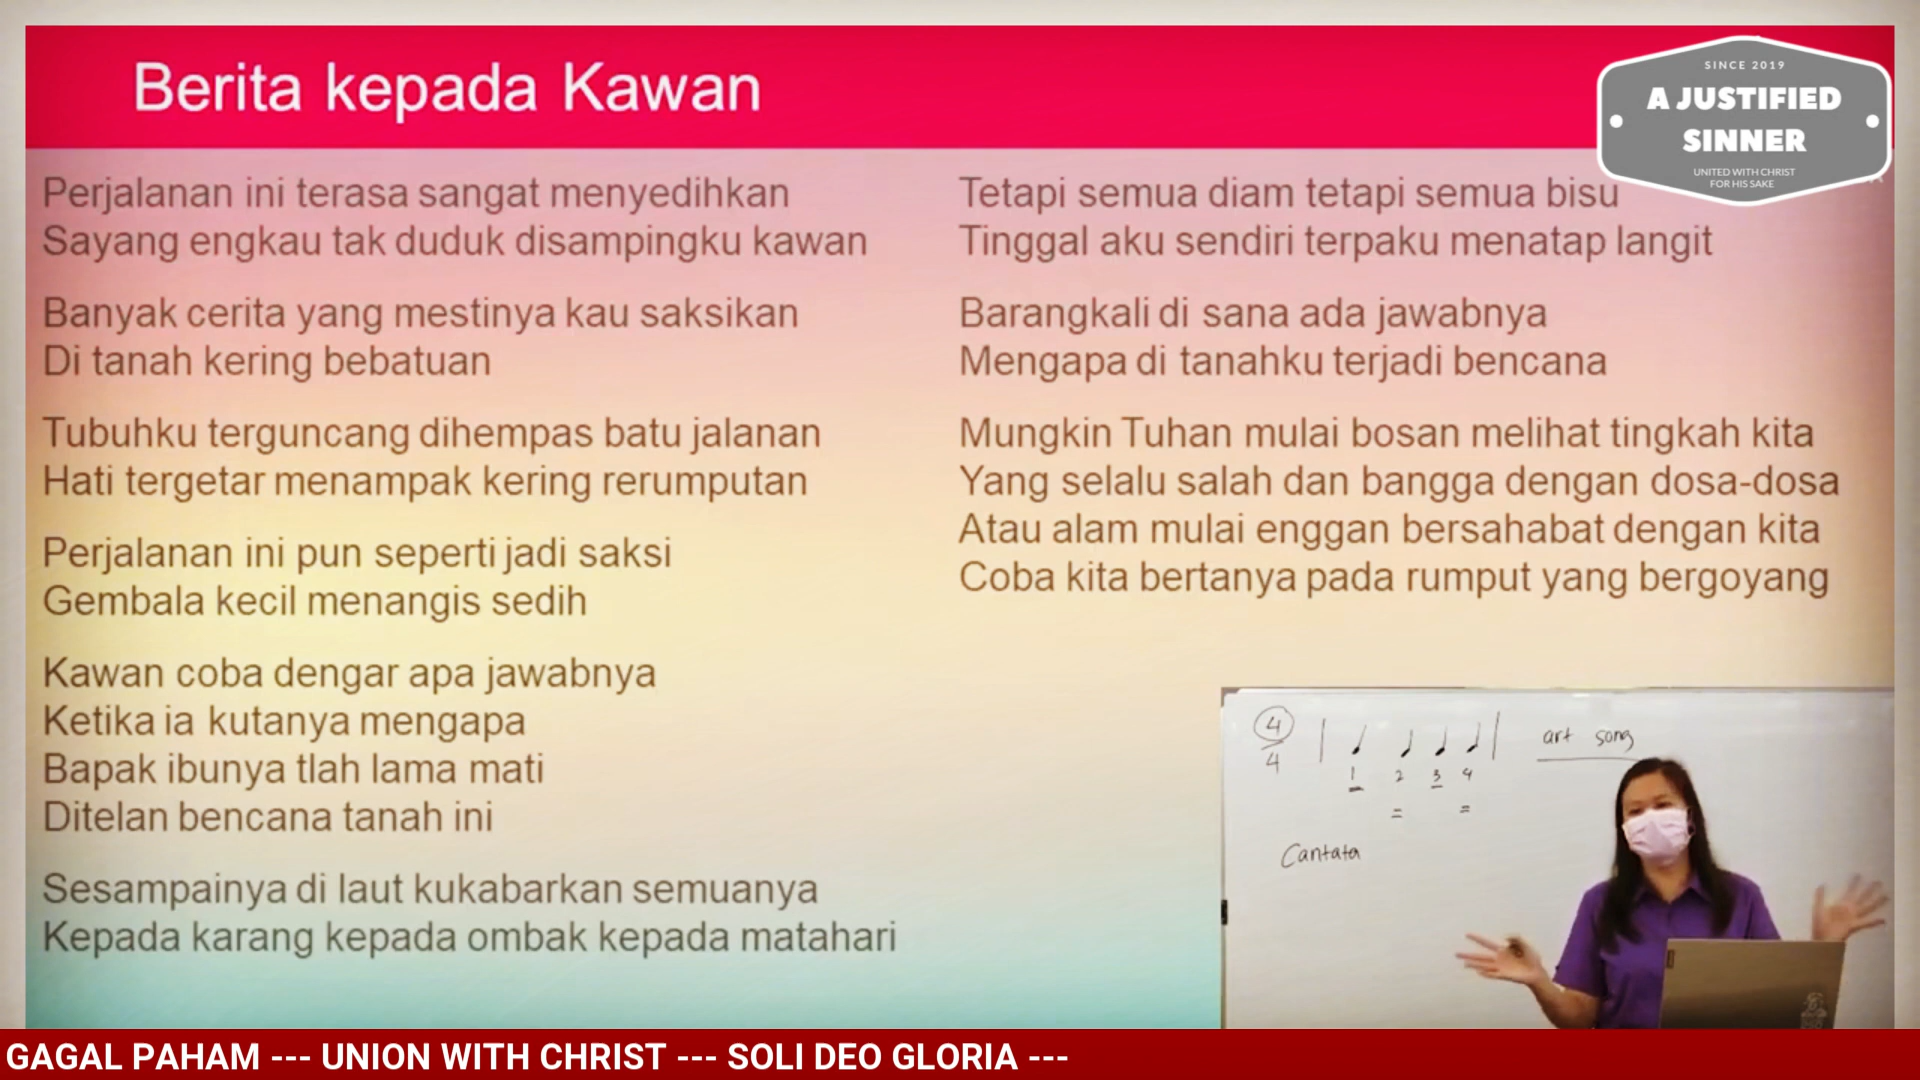 Berita kepada Kawan
SINCE 2019
A JUSTIFIED
SINNER
UNITED WITH CHRIST
FOR HIS SAKE
Perjalanan ini terasa sangat menyedihkan
Sayang engkau tak duduk disampingku kawan
Banyak cerita yang mestinya kau saksikan
Di tanah kering bebatuan
Tubuhku terguncang dihempas batu jalanan
Hati tergetar menampak kering rerumputan
Perjalanan ini pun seperti jadi saksi
Gembala kecil menangis sedih
Kawan coba dengar apa jawabnya
Ketika ia kutanya mengapa
Bapak ibunya tlah lama mati
Ditelan bencana tanah ini
Sesampainya di laut kukabarkan semuanya
Kepada karang kepada ombak kepada matahari
Tetapi semua diam tetapi semua bisu
Tinggal aku sendiri terpaku menatap langit
Barangkali di sana ada jawabnya
Mengapa di tanahku terjadi bencana
Mungkin Tuhan mulai bosan melihat tingkah kita
Yang selalu salah dan bangga dengan dosa-dosa
Atau alam mulai enggan bersahabat dengan kita
Coba kita bertanya pada rumput yang bergoyang
4
4
1 2 3 4
= =
art song
Cantata
GAGAL PAHAM --- UNION WITH CHRIST --- SOLI DEO GLORIA ---